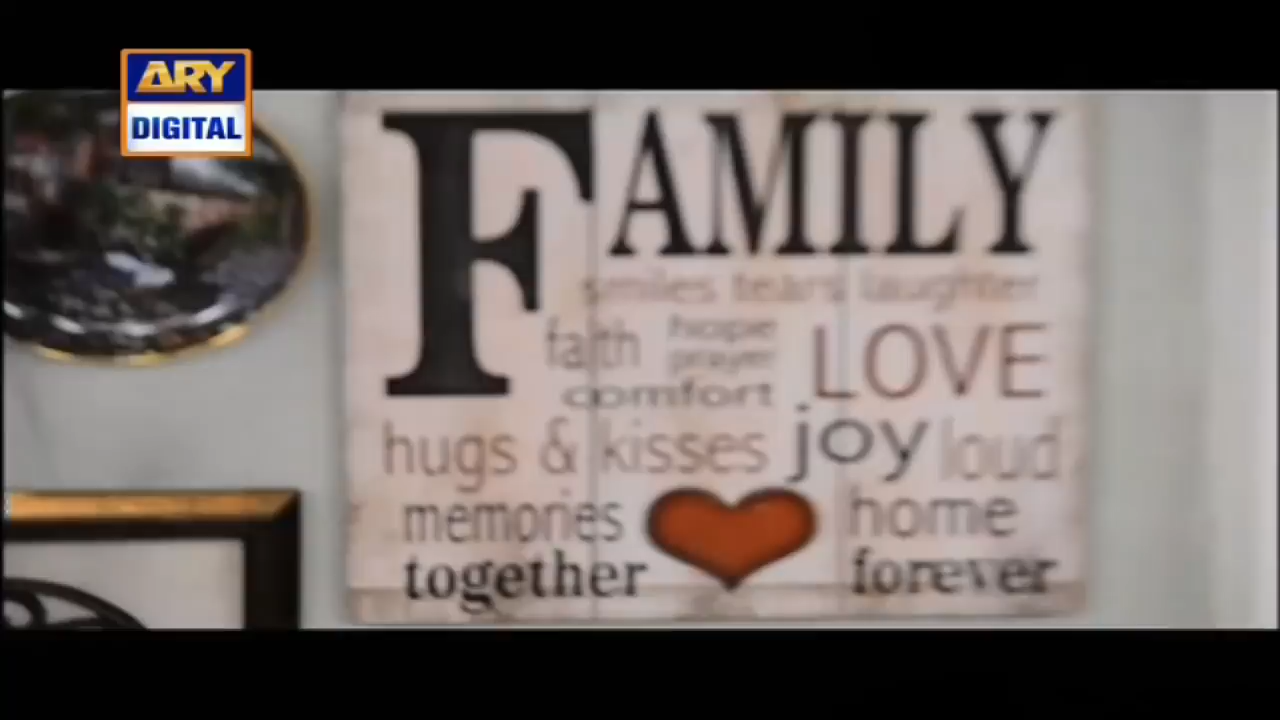 ARY
DIGITAL
FAMILY
smiles tears laughter
faith hope prayer LOVE
comfort
hugs & kisses joy loud
memories home
together forever